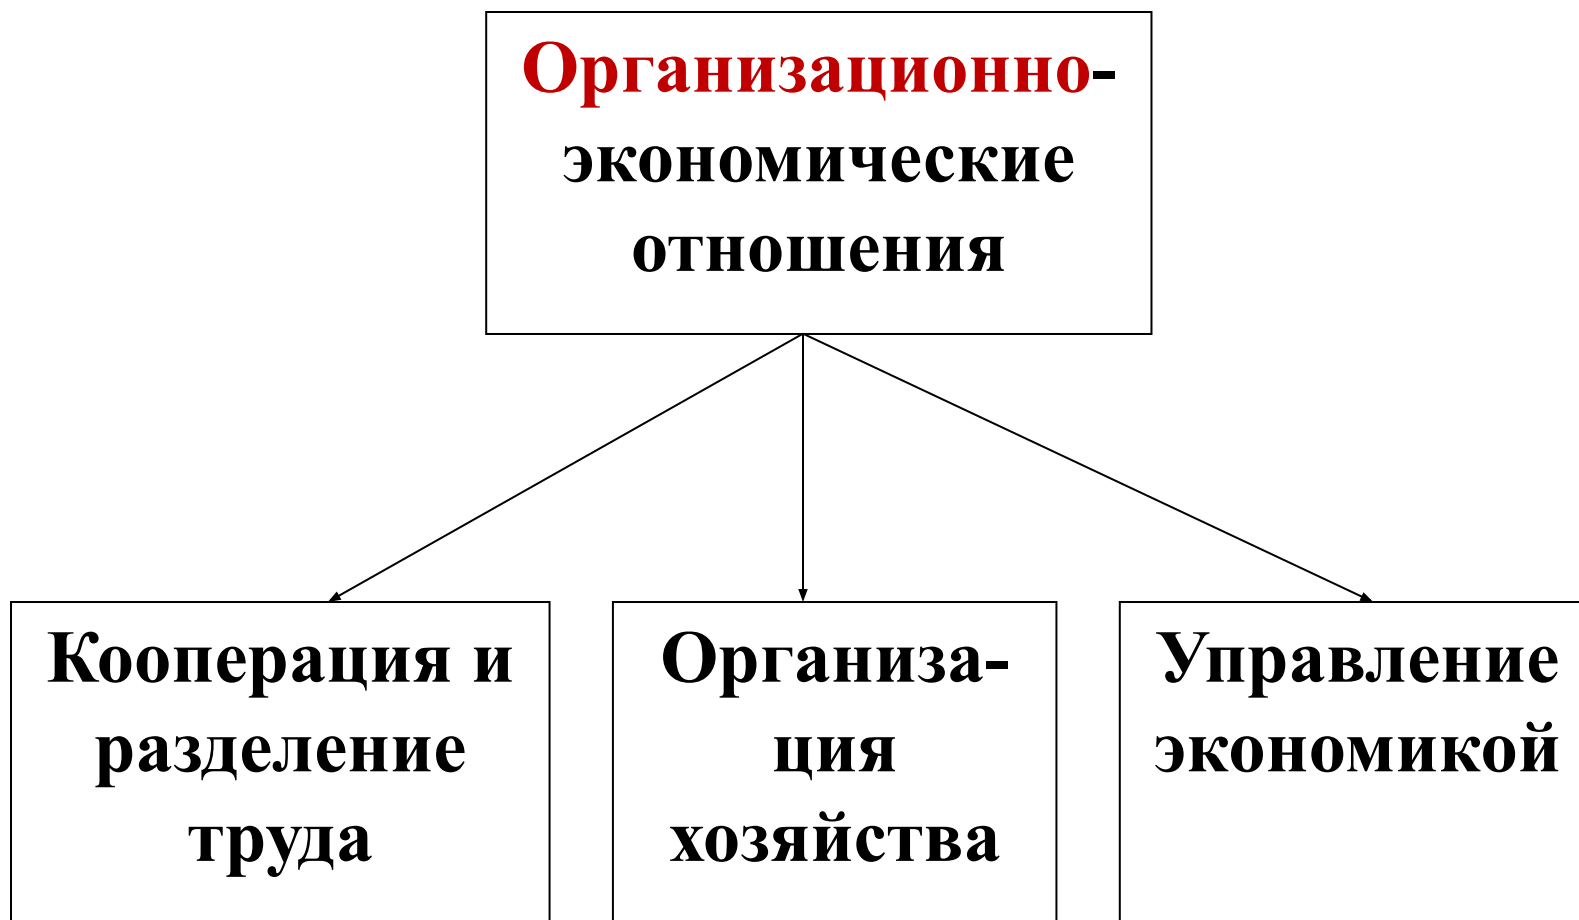 Организационно-
экономические
отношения
Кооперация и
разделение
труда
Организа-
ция
хозяйства
Управление
экономикой